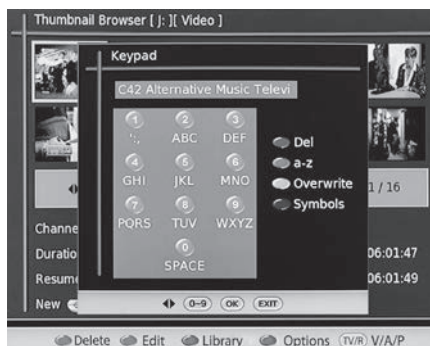 Thumbnail Browser [ J: ][ Video ]
Keypad
C42 Alternative Music Televi
1 2 3
ABC DEF
4 5 6
GHI JKL MNO
7 8 9
PQRS TUV WXYZ
0
SPACE
Del
a-z
Overwrite
Symbols
1 / 16
Channe
Duratio 06:01:47
Resume 06:01:49
New
0~9 OK EXIT
Delete Edit Library Options TV/R V/A/P